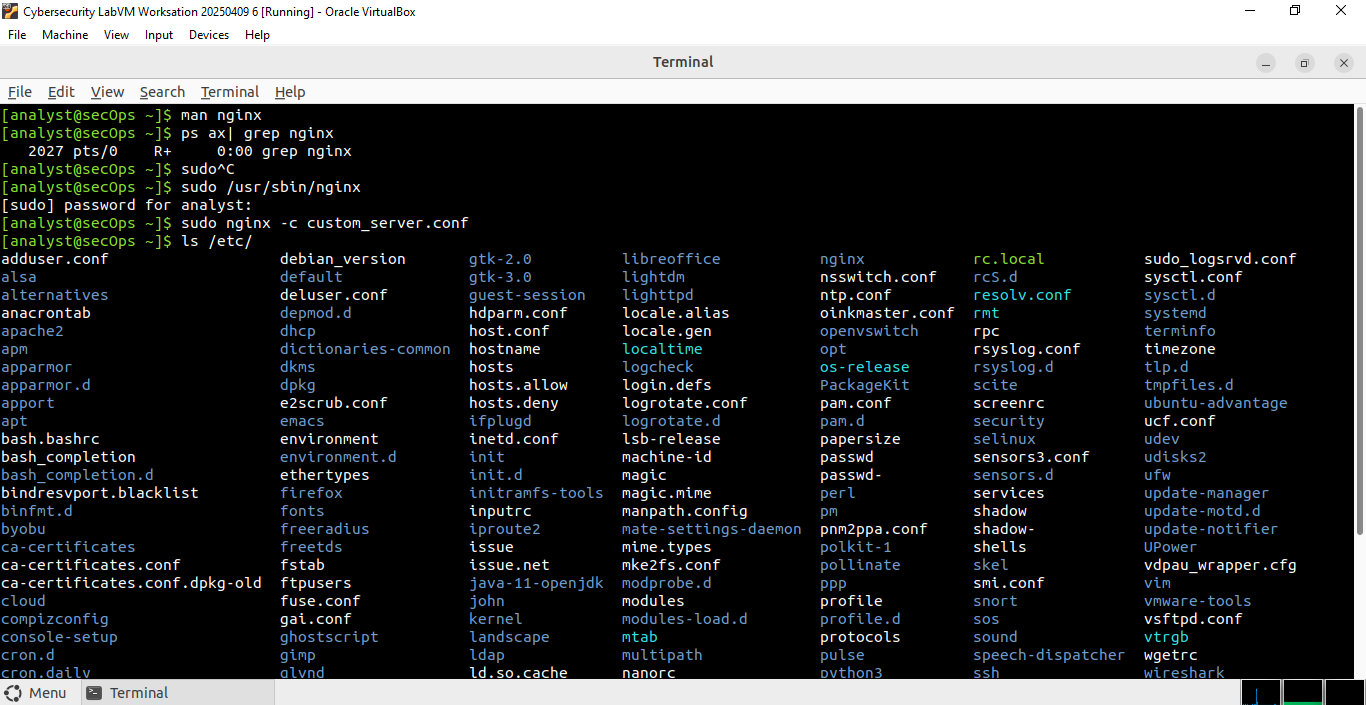 Cybersecurity LabVM Worksation 20250409 6 [Running] - Oracle VirtualBox
File Machine View Input Devices Help
Terminal
File Edit View Search Terminal Help
[analyst@secOps ~]$ man nginx
[analyst@secOps ~]$ ps ax| grep nginx
   2027 pts/0    R+     0:00 grep nginx
[analyst@secOps ~]$ sudo^C
[analyst@secOps ~]$ sudo /usr/sbin/nginx
[sudo] password for analyst:
[analyst@secOps ~]$ sudo nginx -c custom_server.conf
[analyst@secOps ~]$ ls /etc/
adduser.conf debian_version gtk-2.0 libreoffice nginx rc.local sudo_logsrvd.conf
alsa default gtk-3.0 lightdm nsswitch.conf rcS.d sysctl.conf
alternatives deluser.conf guest-session lighttpd ntp.conf resolv.conf sysctl.d
anacrontab depmod.d hdparm.conf locale.alias oinkmaster.conf rmt systemd
apache2 dhcp host.conf locale.gen openvswitch rpc terminfo
apm dictionaries-common hostname localtime opt rsyslog.conf timezone
apparmor dkms hosts logcheck os-release rsyslog.d tlp.d
apparmor.d dpkg hosts.allow login.defs PackageKit scite tmpfiles.d
apport e2scrub.conf hosts.deny logrotate.conf pam.conf screenrc ubuntu-advantage
apt emacs ifplugd logrotate.d pam.d security ucf.conf
bash.bashrc environment inetd.conf lsb-release papersize selinux udev
bash_completion environment.d init machine-id passwd sensors3.conf udisks2
bash_completion.d ethertypes init.d magic passwd- sensors.d ufw
bindresvport.blacklist firefox initramfs-tools magic.mime perl services update-manager
binfmt.d fonts inputrc manpath.config pm shadow update-motd.d
byobu freeradius iproute2 mate-settings-daemon pnm2ppa.conf shadow- update-notifier
ca-certificates freetds issue mime.types polkit-1 shells UPower
ca-certificates.conf fstab issue.net mke2fs.conf pollinate skel vdpau_wrapper.cfg
ca-certificates.conf.dpkg-old ftpusers java-11-openjdk modprobe.d ppp smi.conf vim
cloud fuse.conf john modules profile snort vmware-tools
compizconfig gai.conf kernel modules-load.d profile.d sos vsftpd.conf
console-setup ghostscript landscape mtab protocols sound vtrgb
cron.d gimp ldap multipath pulse speech-dispatcher wgetrc
cron.daily glvnd ld.so.cache nanorc python3 ssh wireshark
Menu Terminal